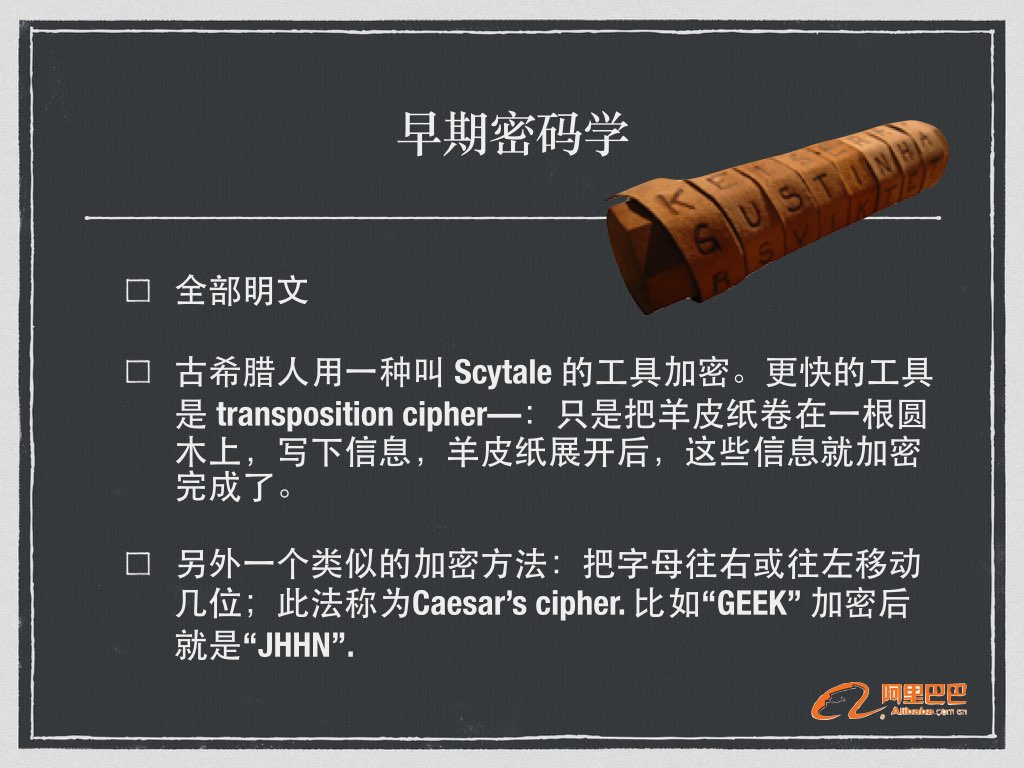 早期密码学
K E
G U S T I N H A
R S V I K T E
全部明文
古希腊人用一种叫 Scytale 的工具加密。更快的工具
是 transposition cipher—：只是把羊皮纸卷在一根圆
木上，写下信息，羊皮纸展开后，这些信息就加密
完成了。
另外一个类似的加密方法：把字母往右或往左移动
几位；此法称为Caesar’s cipher. 比如“GEEK” 加密后
就是“JHHN”.
阿里巴巴
Alibaba.com.cn